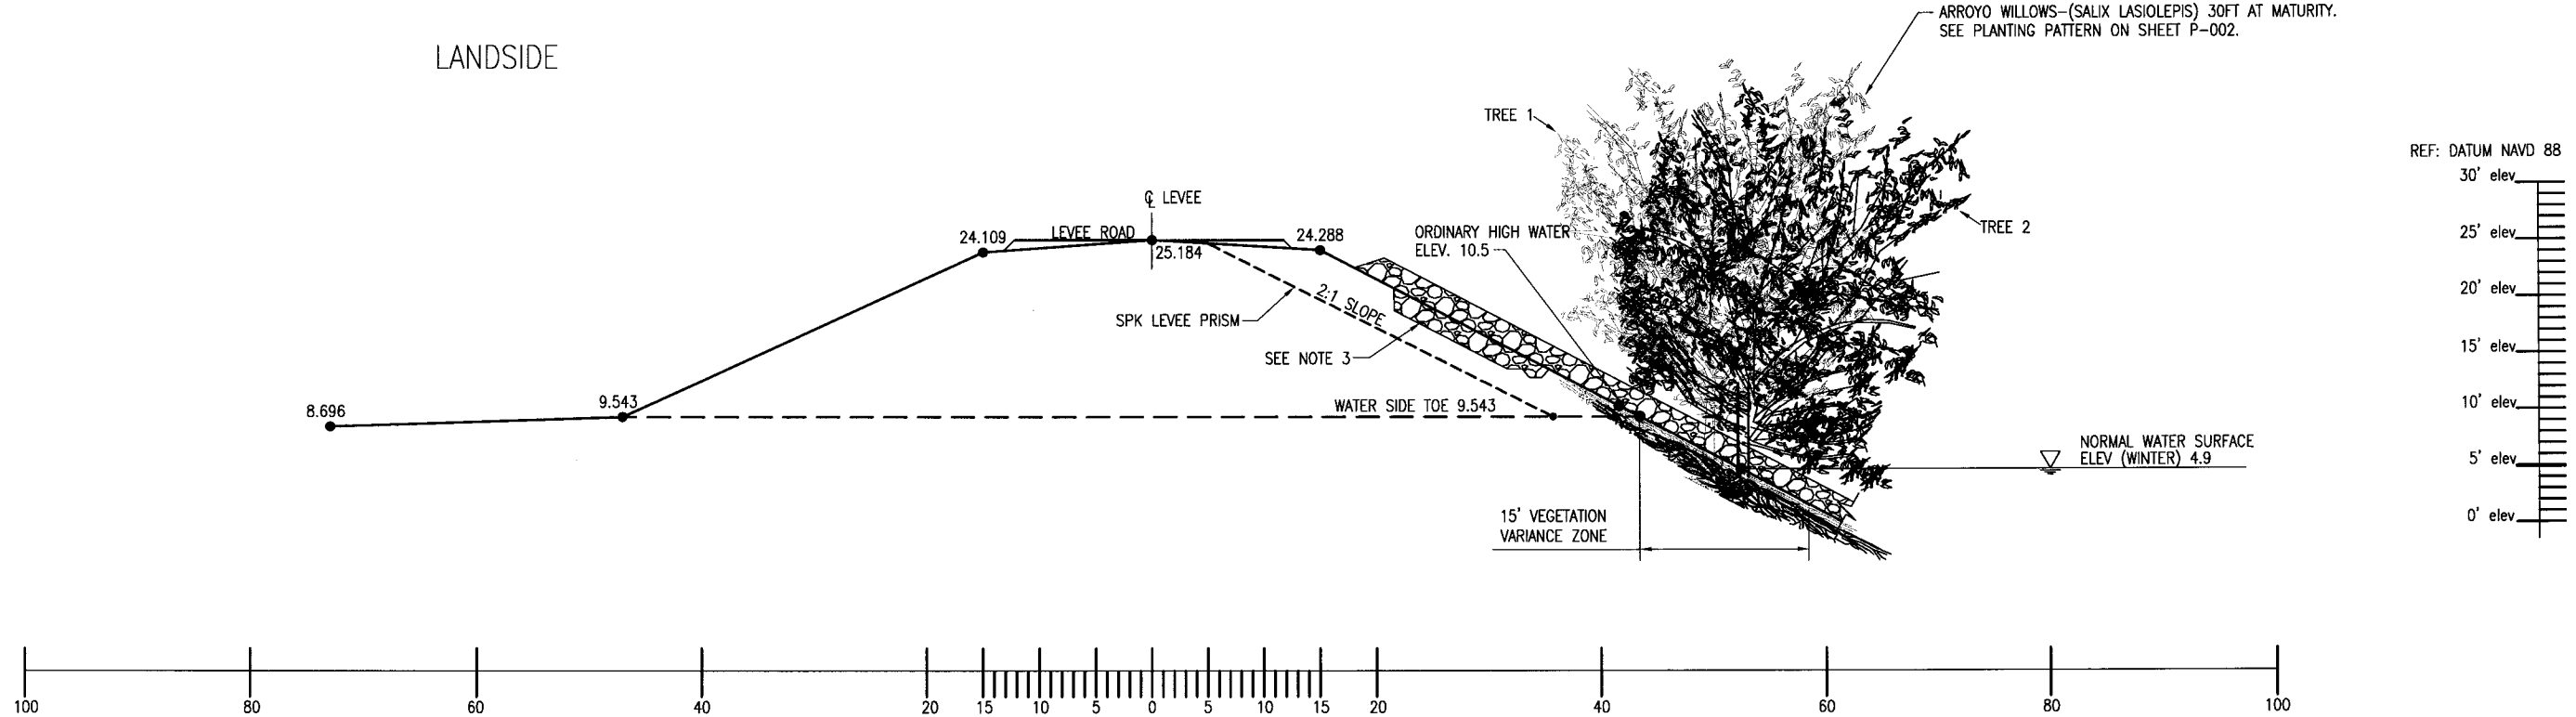 ARROYO WILLOWS-(SALIX LASIOLEPIS) 30FT AT MATURITY.
SEE PLANTING PATTERN ON SHEET P-002.
LANDSIDE
TREE 1
REF: DATUM NAVD 88
30' elev
℄ LEVEE
24.109
LEVEE ROAD
25.184
24.288
ORDINARY HIGH WATER
ELEV. 10.5
TREE 2
25' elev
2:1 SLOPE
20' elev
SPK LEVEE PRISM
SEE NOTE 3
15' elev
8.696
9.543
WATER SIDE TOE 9.543
10' elev
NORMAL WATER SURFACE
ELEV (WINTER) 4.9
5' elev
15' VEGETATION
VARIANCE ZONE
0' elev
100 80 60 40 20 15 10 5 0 5 10 15 20 40 60 80 100